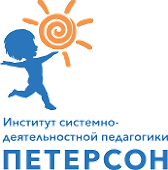 Институт системно-
деятельностной педагогики
ПЕТЕРСОН